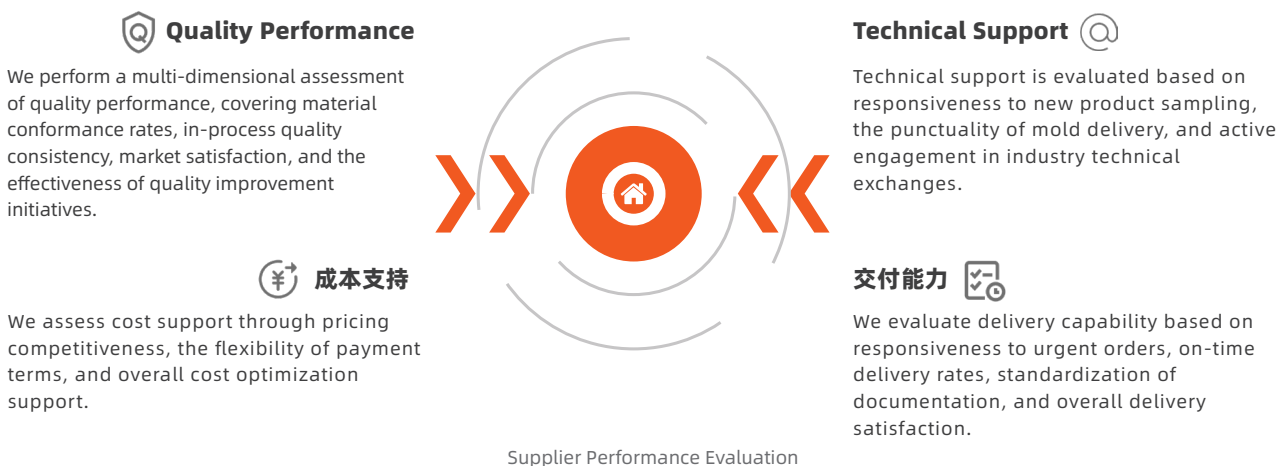 Quality Performance
We perform a multi-dimensional assessment
of quality performance, covering material
conformance rates, in-process quality
consistency, market satisfaction, and the
effectiveness of quality improvement
initiatives.
Technical Support
Technical support is evaluated based on
responsiveness to new product sampling,
the punctuality of mold delivery, and active
engagement in industry technical
exchanges.
成本支持
We assess cost support through pricing
competitiveness, the flexibility of payment
terms, and overall cost optimization
support.
交付能力
We evaluate delivery capability based on
responsiveness to urgent orders, on-time
delivery rates, standardization of
documentation, and overall delivery
satisfaction.
Supplier Performance Evaluation